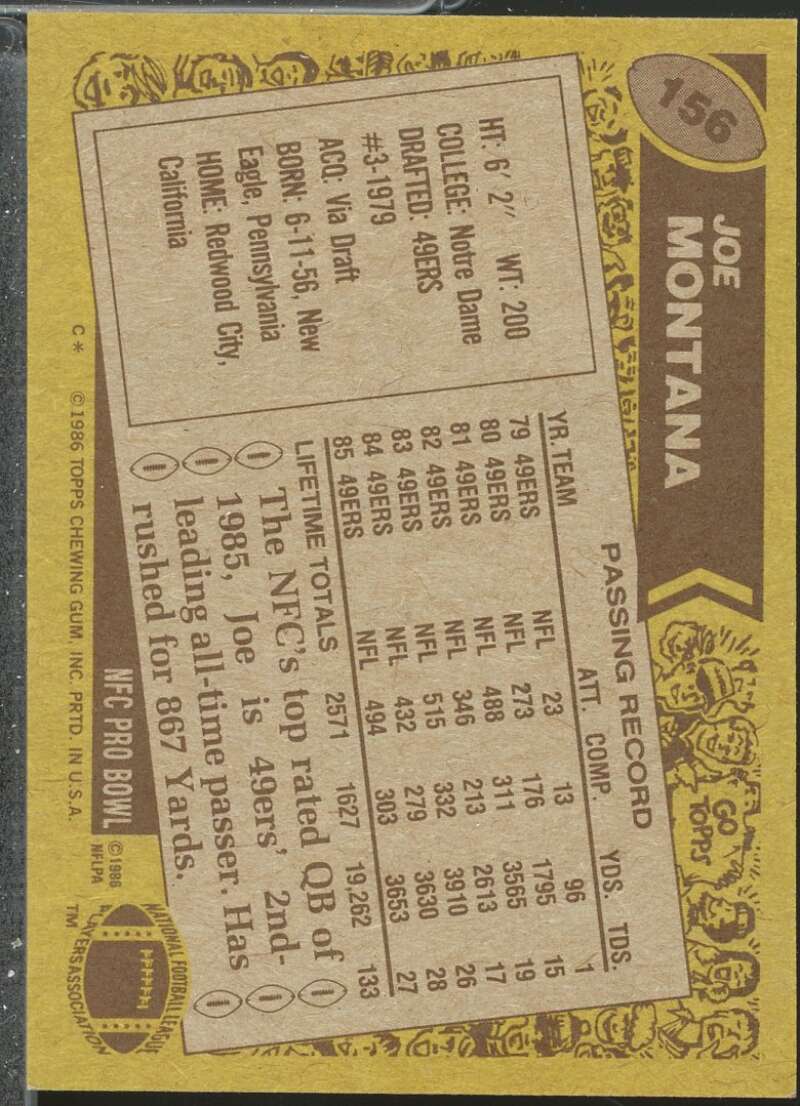 156
JOE
MONTANA
GO
TOPPS
HT: 6' 2" WT: 200
COLLEGE: Notre Dame
DRAFTED: 49ERS
#3-1979
ACQ: Via Draft
BORN: 6-11-56, New
Eagle, Pennsylvania
HOME: Redwood City,
California
PASSING RECORD
YR. TEAM ATT. COMP. YDS. TDS.
79 49ERS NFL 23 13 96 1
80 49ERS NFL 273 176 1795 15
81 49ERS NFL 488 311 3565 19
82 49ERS NFL 346 213 2613 17
83 49ERS NFL 515 332 3910 26
84 49ERS NFL 432 279 3630 28
85 49ERS NFL 494 303 3653 27
LIFETIME TOTALS 2571 1627 19,262 133
The NFC's top rated QB of
1985, Joe is 49ers' 2nd-
leading all-time passer. Has
rushed for 867 Yards.
NFC PRO BOWL
©1986
NFLPA
NATIONAL FOOTBALL LEAGUE
PLAYERS ASSOCIATION
TM
C* ©1986 TOPPS CHEWING GUM, INC. PRTD. IN U.S.A.